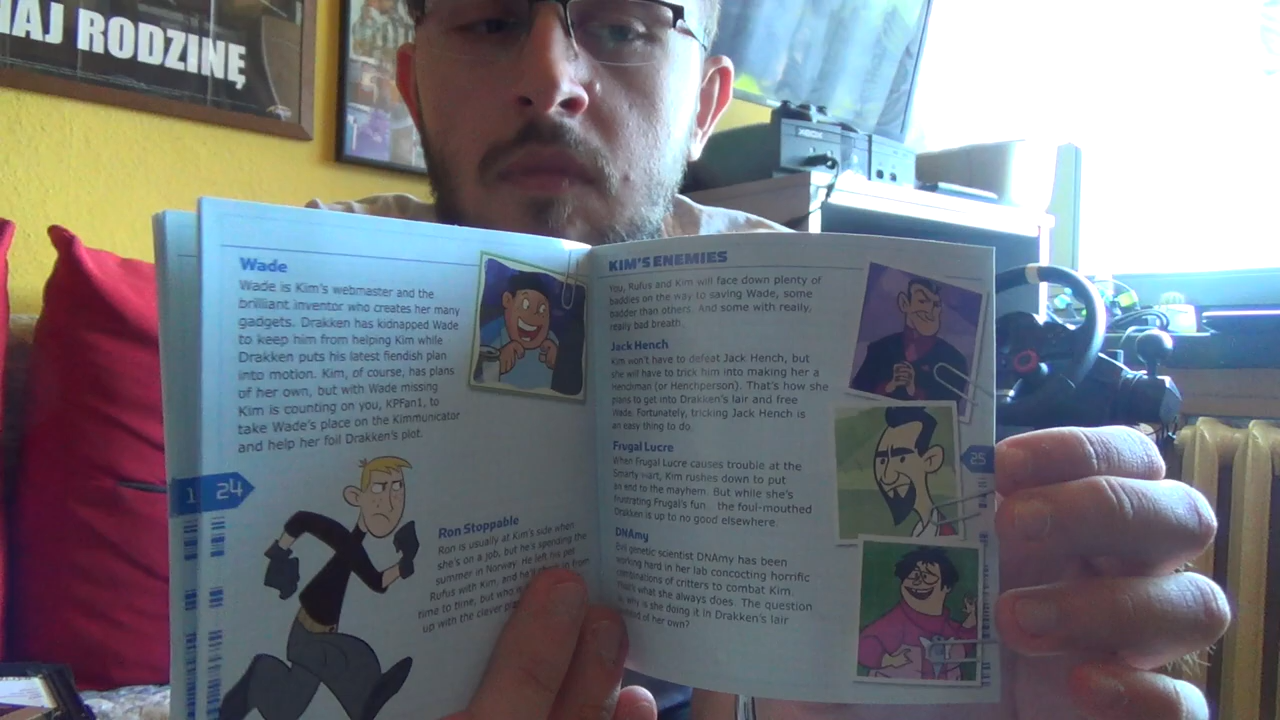 AJ RODZINĘ
XBOX
Wade
Wade is Kim's webmaster and the
brilliant inventor who creates her many
gadgets. Drakken has kidnapped Wade
to keep him from helping Kim while
Drakken puts his latest fiendish plan
into motion. Kim, of course, has plans
of her own, but with Wade missing
Kim is counting on you, KPFan1, to
take Wade's place on the Kimmunicator
and help her foil Drakken's plot.
1
24
Ron Stoppable
Ron is usually at Kim's side when
she's on a job, but he's spending the
summer in Norway. He left his pet
Rufus with Kim, and he in from
time to time, but who
up with the clever
KIM'S ENEMIES
You, Rufus and Kim will face down plenty of
baddies on the way to saving Wade, some
badder than others. And some with really,
really bad breath.
Jack Hench
Kim won't have to defeat Jack Hench, but
she will have to trick him into making her a
Henchman (or Henchperson). That's how she
plans to get into Drakken's lair and free
Wade. Fortunately, tricking Jack Hench is
an easy thing to do.
Frugal Lucre
When Frugal Lucre causes trouble at the
Smarty Mart, Kim rushes down to put
an end to the mayhem. But while she's
frustrating Frugal's fun... the foul-mouthed
Drakken is up to no good elsewhere.
DNAmy
Evil genetic scientist DNAmy has been
working hard in her lab concocting horrific
combinations of critters to combat Kim.
That's what she always does. The question
is, why is she doing it in Drakken's lair
instead of her own?
25